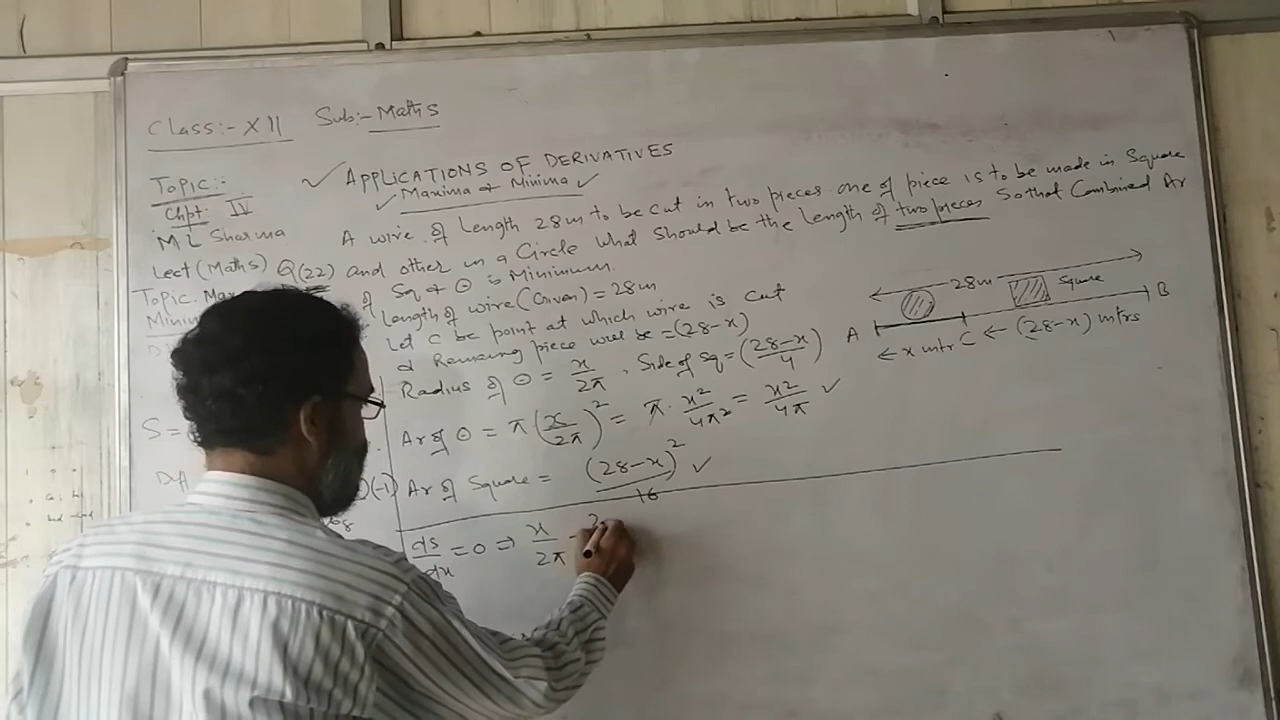 Class:- XII Sub:- Maths
Topic:- ✓ APPLICATIONS OF DERIVATIVES
Chpt: IV ✓ Maxima & Minima ✓
M L Sharma
Lect (Maths)
Q(22) A wire of Length 28m to be cut in two pieces one of piece is to be made in Square
and other in a Circle What should be the length of two pieces So that Combined Ar
of Sq & ⊙ is Minimum.
Topic.
Length of wire (Given) = 28m
Let C be point at which wire is cut
& Remaining piece will be = (28-x)
Radius of ⊙ = x/2π, Side of Sq = (28-x/4)
Ar of ⊙ = π(x/2π)² = π. x²/4π² = x²/4π ✓
Ar of Square = (28-x)²/16 ✓
ds/dx = 0 ⇒ x/2π -
S =
(-1)
28m
Square
A
B
← x mtr C ← (28-x) mtrs